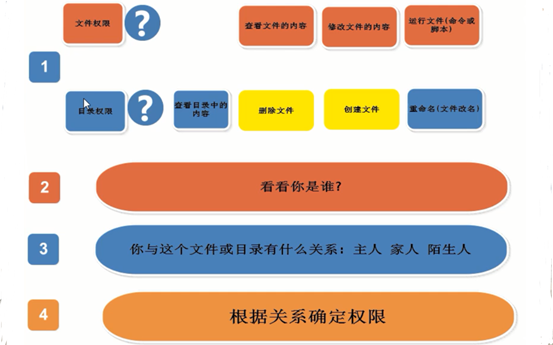 文件权限 ? 查看文件的内容 修改文件的内容 运行文件(命令或
脚本)
1
目录权限 ? 查看目录中的
内容 删除文件 创建文件 重命名(文件改名)
2 看看你是谁?
3 你与这个文件或目录有什么关系: 主人 家人 陌生人
4 根据关系确定权限